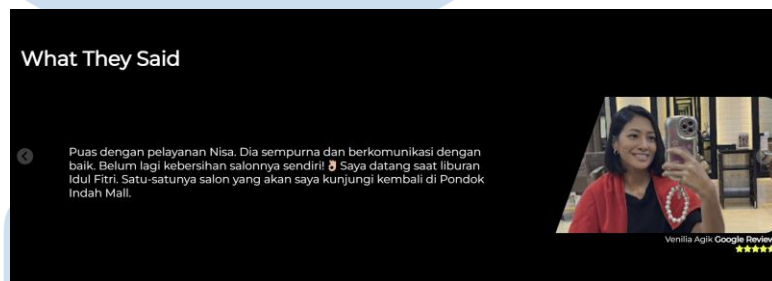 What They Said
Puas dengan pelayanan Nisa. Dia sempurna dan berkomunikasi dengan
baik. Belum lagi kebersihan salonnya sendiri!👌🏻 Saya datang saat liburan
Idul Fitri. Satu-satunya salon yang akan saya kunjungi kembali di Pondok
Indah Mall.
Venilia Agik Google Review